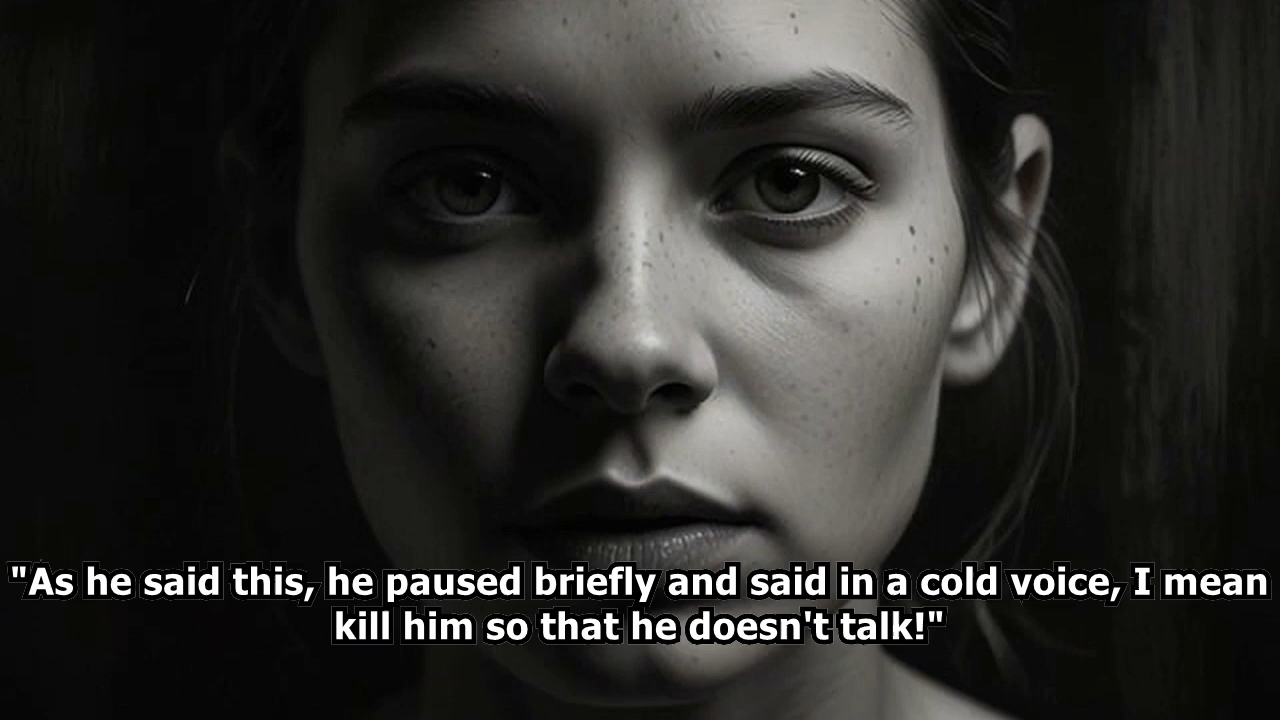 "As he said this, he paused briefly and said in a cold voice, I mean
kill him so that he doesn't talk!"